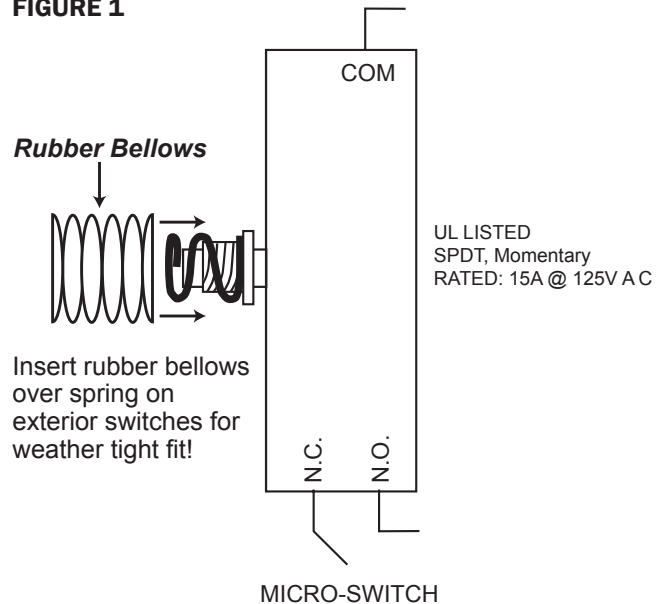 FIGURE 1
COM
Rubber Bellows
UL LISTED
SPDT, Momentary
RATED: 15A @ 125V AC
Insert rubber bellows
over spring on
exterior switches for
weather tight fit!
N.C.
N.O.
MICRO-SWITCH